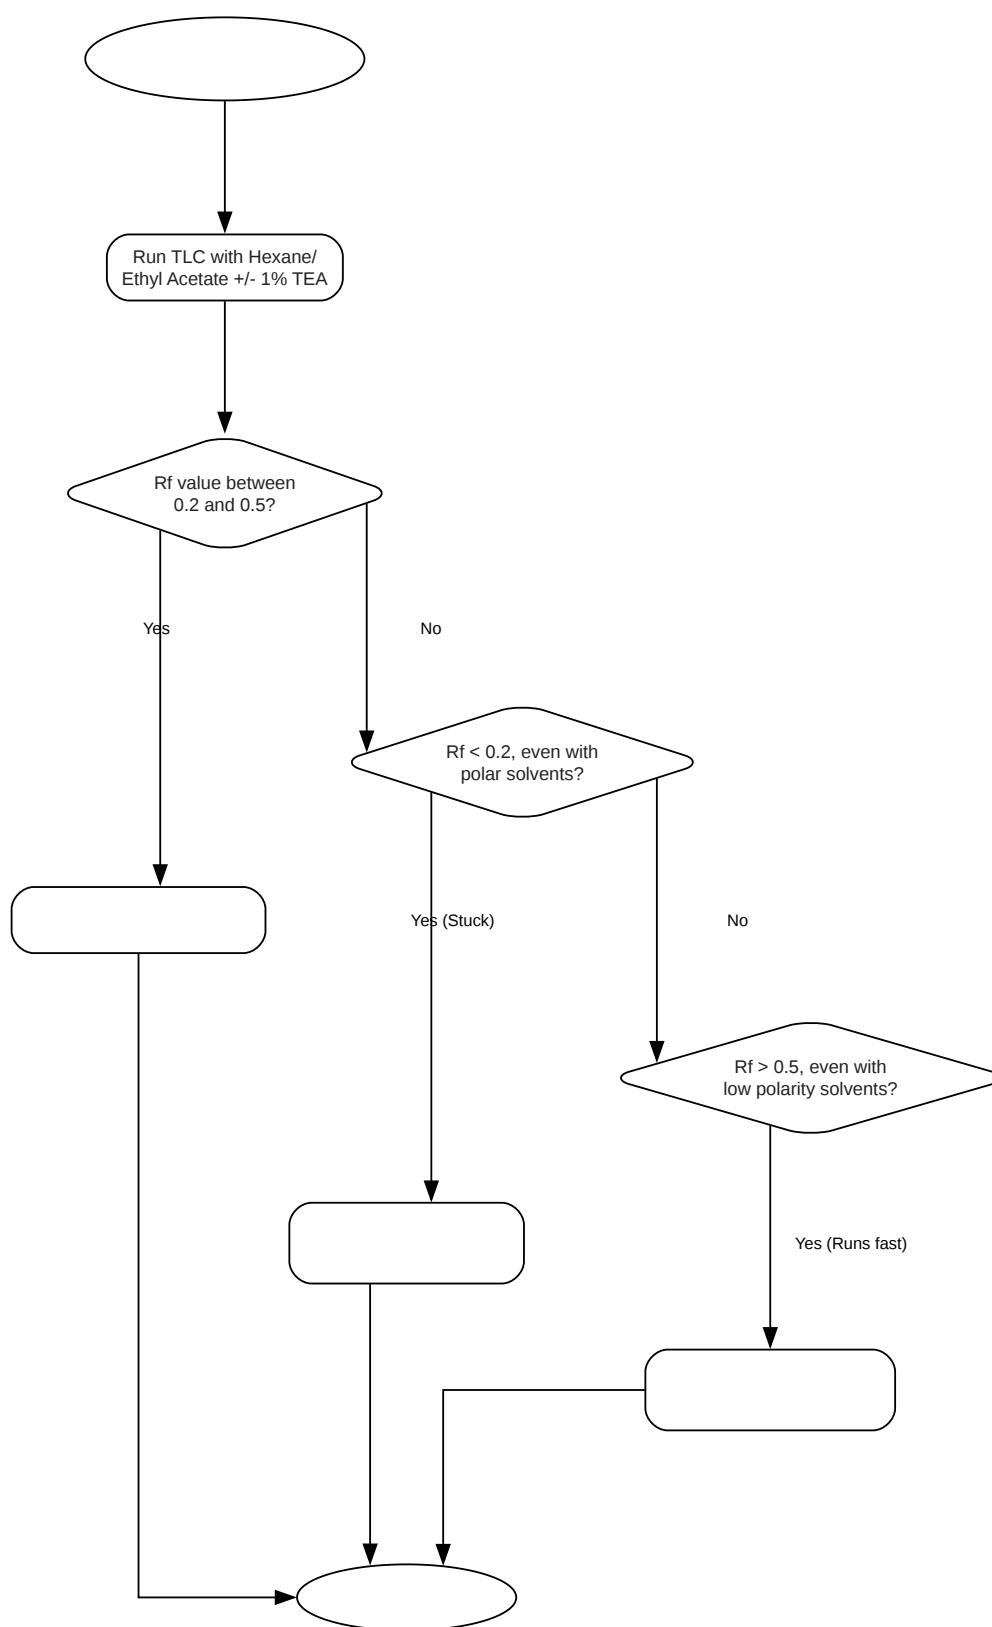 Run TLC with Hexane/
Ethyl Acetate +/- 1% TEA
Rf value between
0.2 and 0.5?
Yes
No
Rf < 0.2, even with
polar solvents?
Yes (Stuck)
No
Rf > 0.5, even with
low polarity solvents?
Yes (Runs fast)